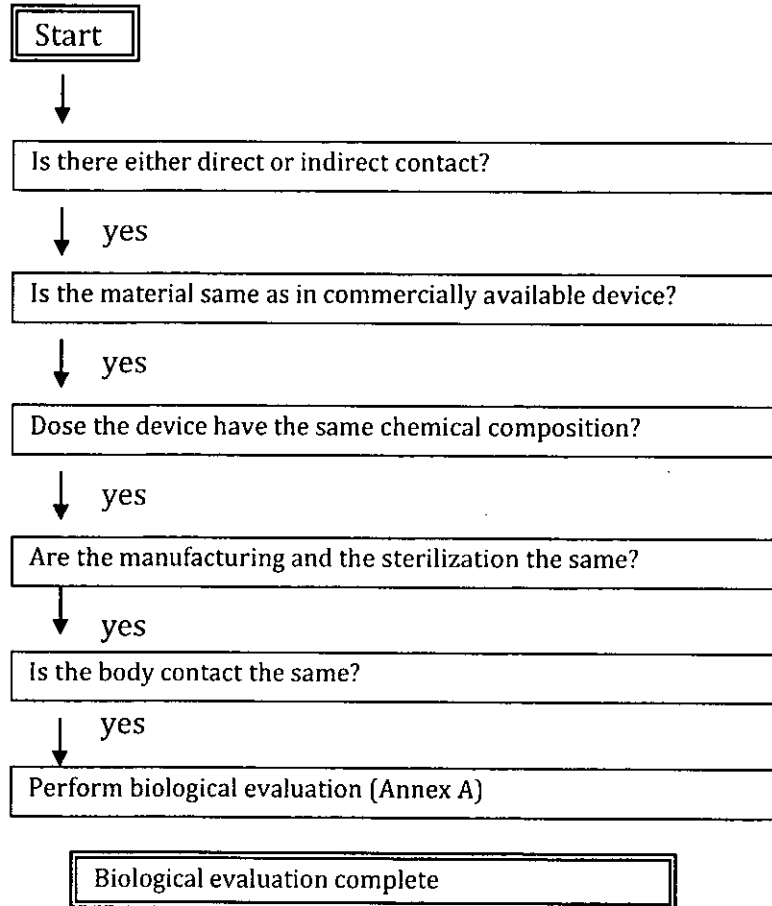 Start
Is there either direct or indirect contact?
yes
Is the material same as in commercially available device?
yes
Dose the device have the same chemical composition?
yes
Are the manufacturing and the sterilization the same?
yes
Is the body contact the same?
yes
Perform biological evaluation (Annex A)
Biological evaluation complete